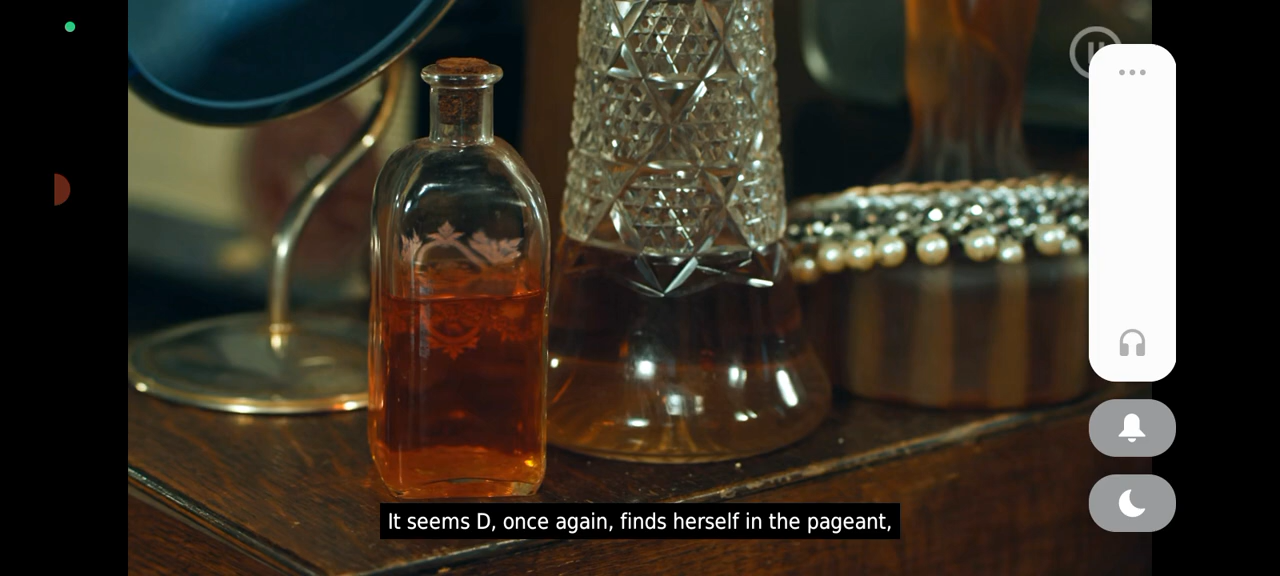 It seems D, once again, finds herself in the pageant,